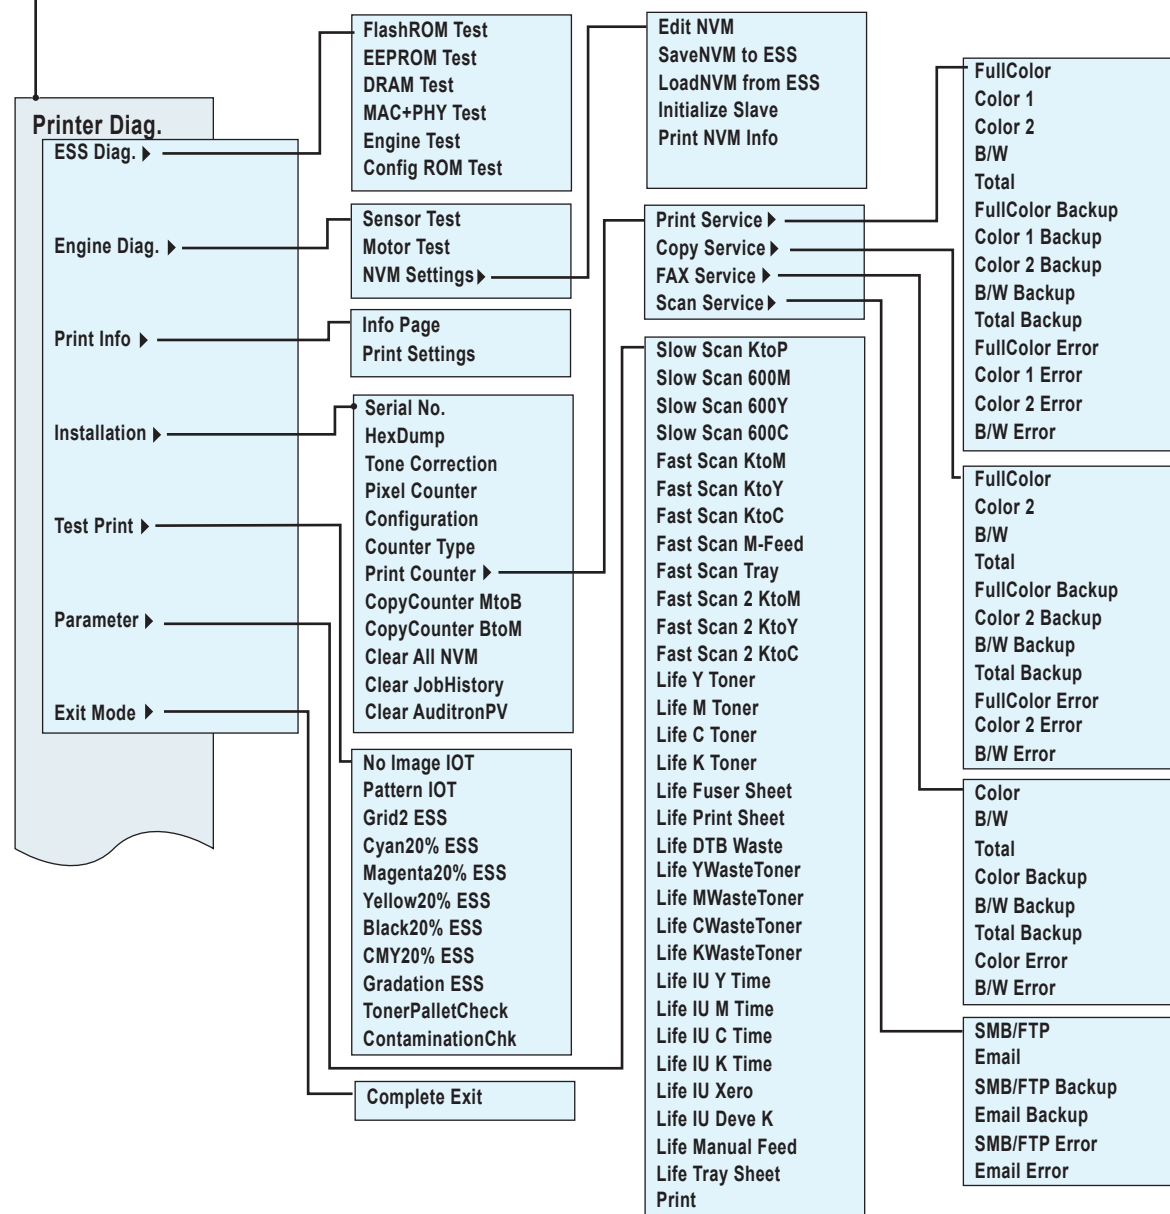 Printer Diag.
ESS Diag.
Engine Diag.
Print Info
Installation
Test Print
Parameter
Exit Mode
FlashROM Test
EEPROM Test
DRAM Test
MAC+PHY Test
Engine Test
Config ROM Test
Sensor Test
Motor Test
NVM Settings
Info Page
Print Settings
Serial No.
HexDump
Tone Correction
Pixel Counter
Configuration
Counter Type
Print Counter
CopyCounter MtoB
CopyCounter BtoM
Clear All NVM
Clear JobHistory
Clear AuditronPV
No Image IOT
Pattern IOT
Grid2 ESS
Cyan20% ESS
Magenta20% ESS
Yellow20% ESS
Black20% ESS
CMY20% ESS
Gradation ESS
TonerPalletCheck
ContaminationChk
Complete Exit
Edit NVM
SaveNVM to ESS
LoadNVM from ESS
Initialize Slave
Print NVM Info
Print Service
Copy Service
FAX Service
Scan Service
Slow Scan KtoP
Slow Scan 600M
Slow Scan 600Y
Slow Scan 600C
Fast Scan KtoM
Fast Scan KtoY
Fast Scan KtoC
Fast Scan M-Feed
Fast Scan Tray
Fast Scan 2 KtoM
Fast Scan 2 KtoY
Fast Scan 2 KtoC
Life Y Toner
Life M Toner
Life C Toner
Life K Toner
Life Fuser Sheet
Life Print Sheet
Life DTB Waste
Life YWasteToner
Life MWasteToner
Life CWasteToner
Life KWasteToner
Life IU Y Time
Life IU M Time
Life IU C Time
Life IU K Time
Life IU Xero
Life IU Deve K
Life Manual Feed
Life Tray Sheet
Print
FullColor
Color 1
Color 2
B/W
Total
FullColor Backup
Color 1 Backup
Color 2 Backup
B/W Backup
Total Backup
FullColor Error
Color 1 Error
Color 2 Error
B/W Error
FullColor
Color 2
B/W
Total
FullColor Backup
Color 2 Backup
B/W Backup
Total Backup
FullColor Error
Color 2 Error
B/W Error
Color
B/W
Total
Color Backup
B/W Backup
Total Backup
Color Error
B/W Error
SMB/FTP
Email
SMB/FTP Backup
Email Backup
SMB/FTP Error
Email Error